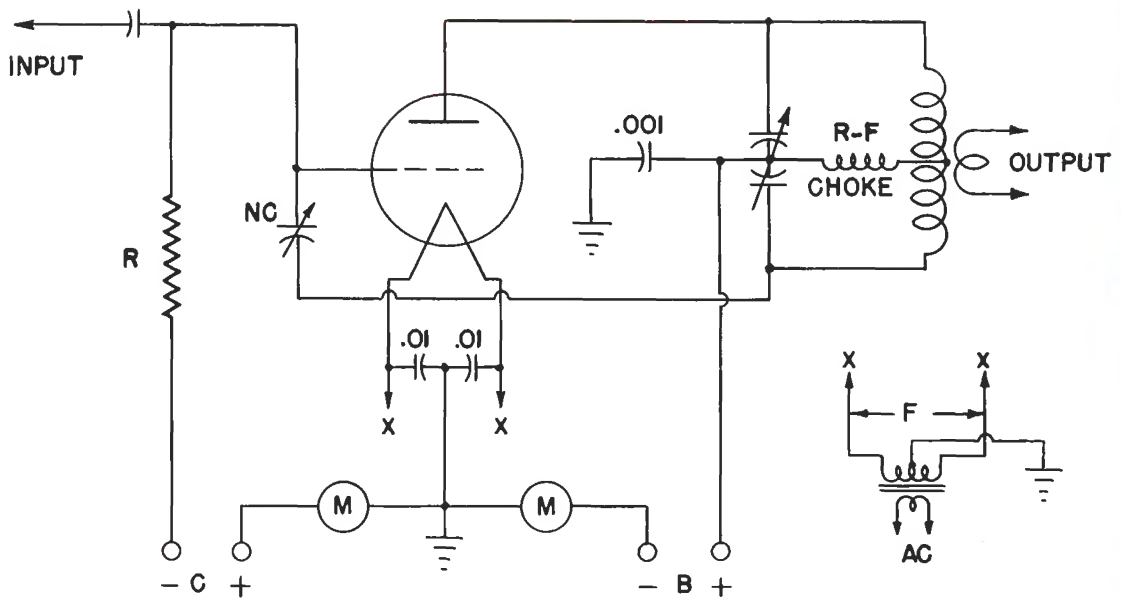 INPUT
.001
R-F
CHOKE
OUTPUT
NC
R
.01 .01
X X
X X
F
M M
AC
- C + - B +